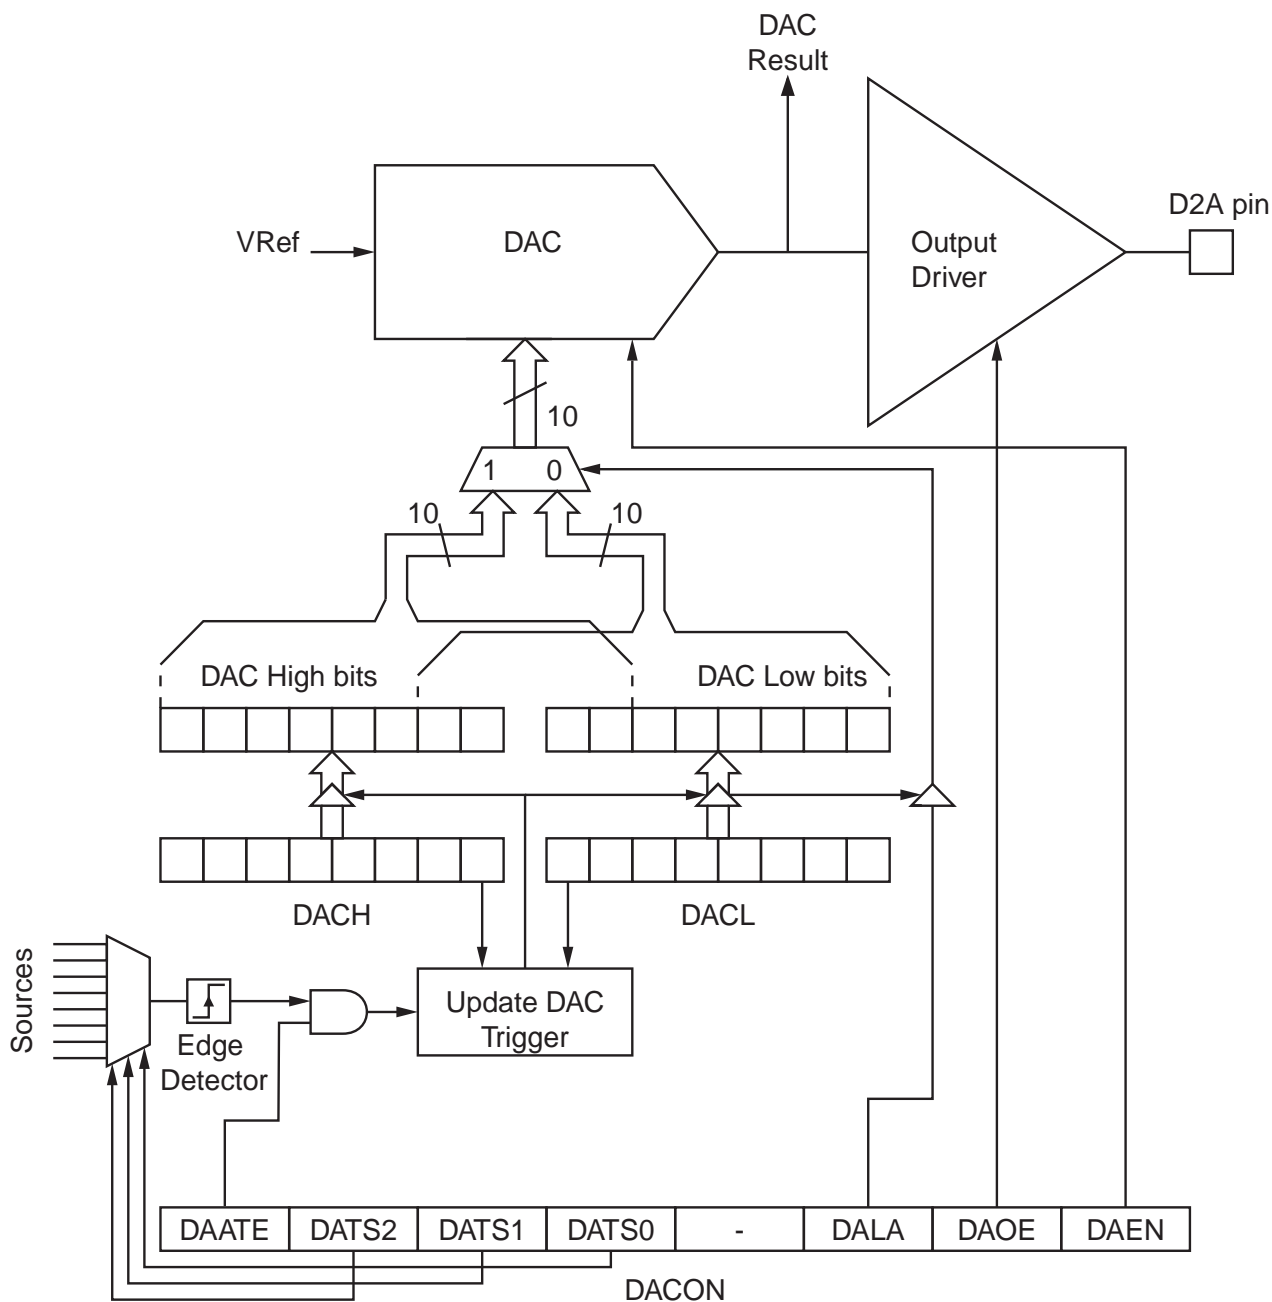 DAC
Result
D2A pin
VRef
DAC
Output
Driver
10
1 0
10 10
DAC High bits DAC Low bits
DACH DACL
Sources
Update DAC
Trigger
Edge
Detector
DAATE DATS2 DATS1 DATS0 - DALA DAOE DAEN
DACON